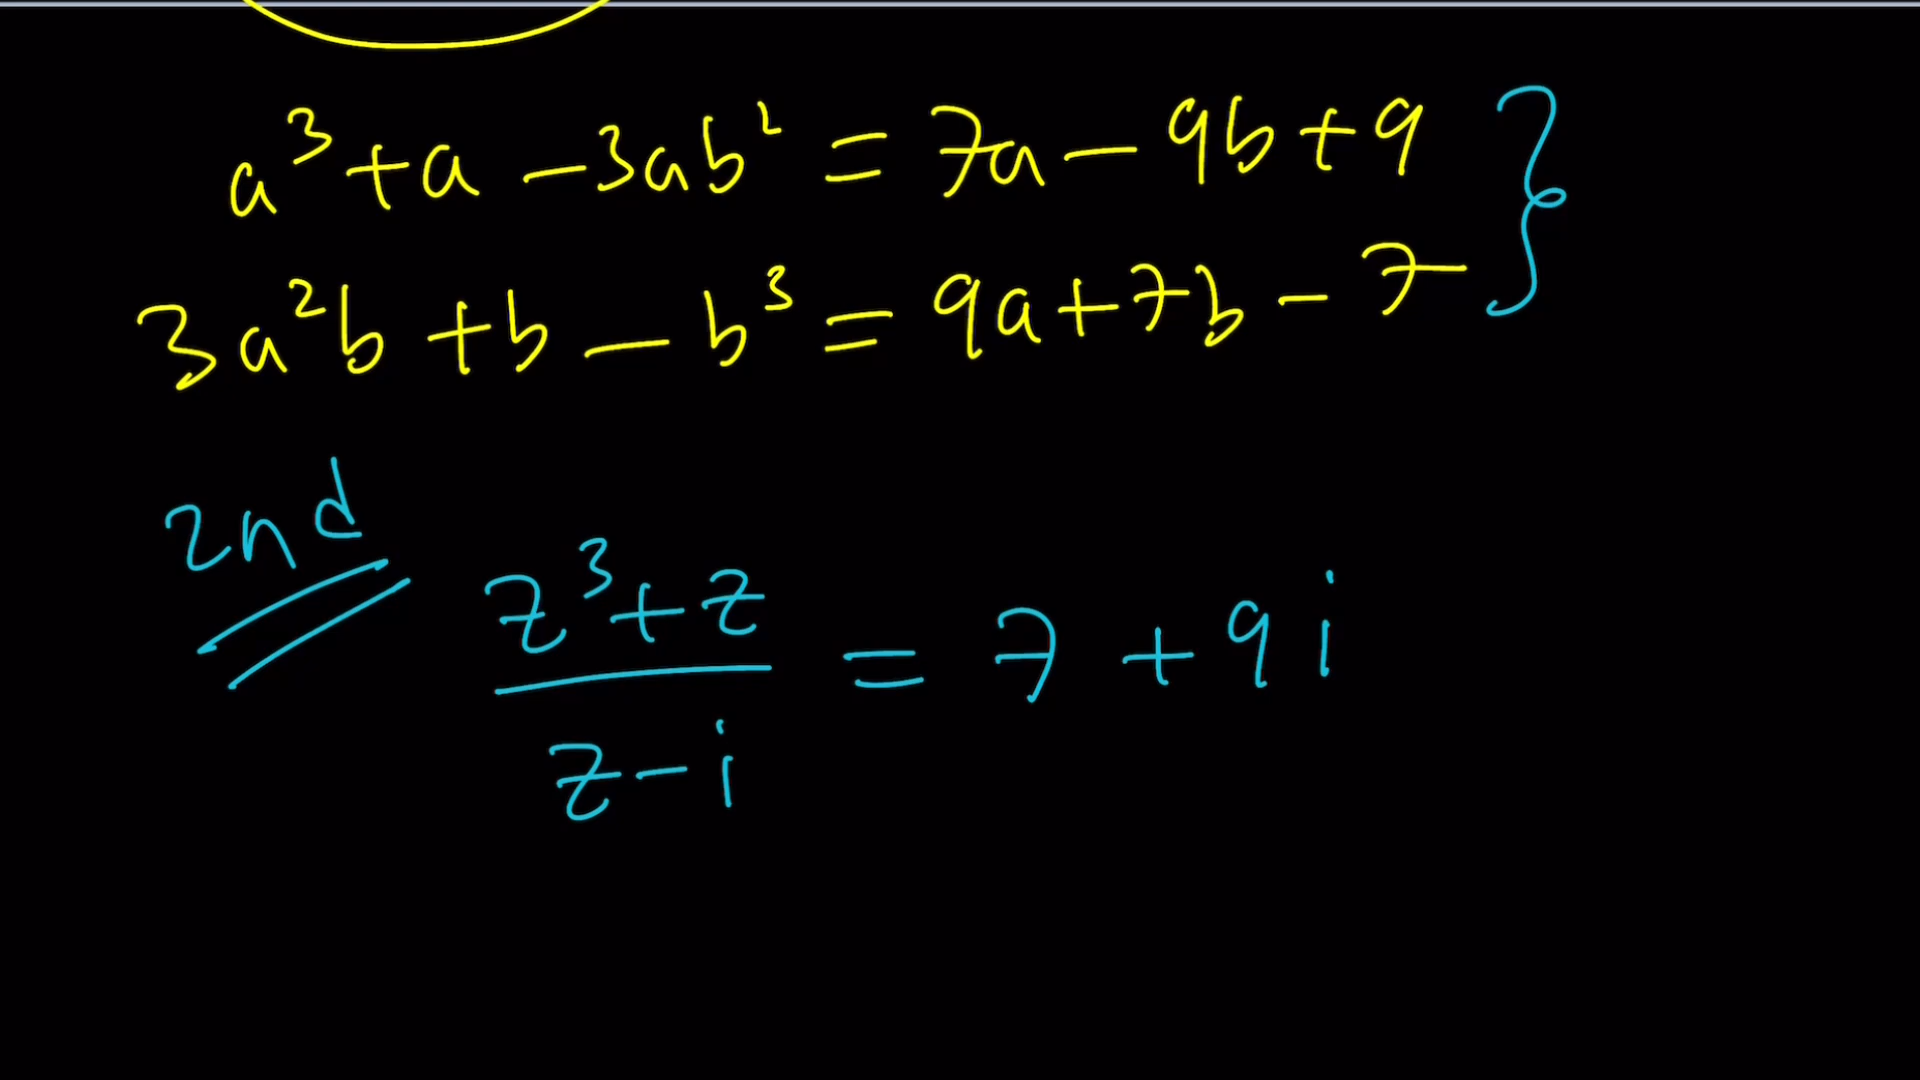 a³ + a - 3ab² = 7a - 9b + 9
3a²b + b - b³ = 9a + 7b - 7
2nd
z³ + z
——— = 7 + 9i
z - i